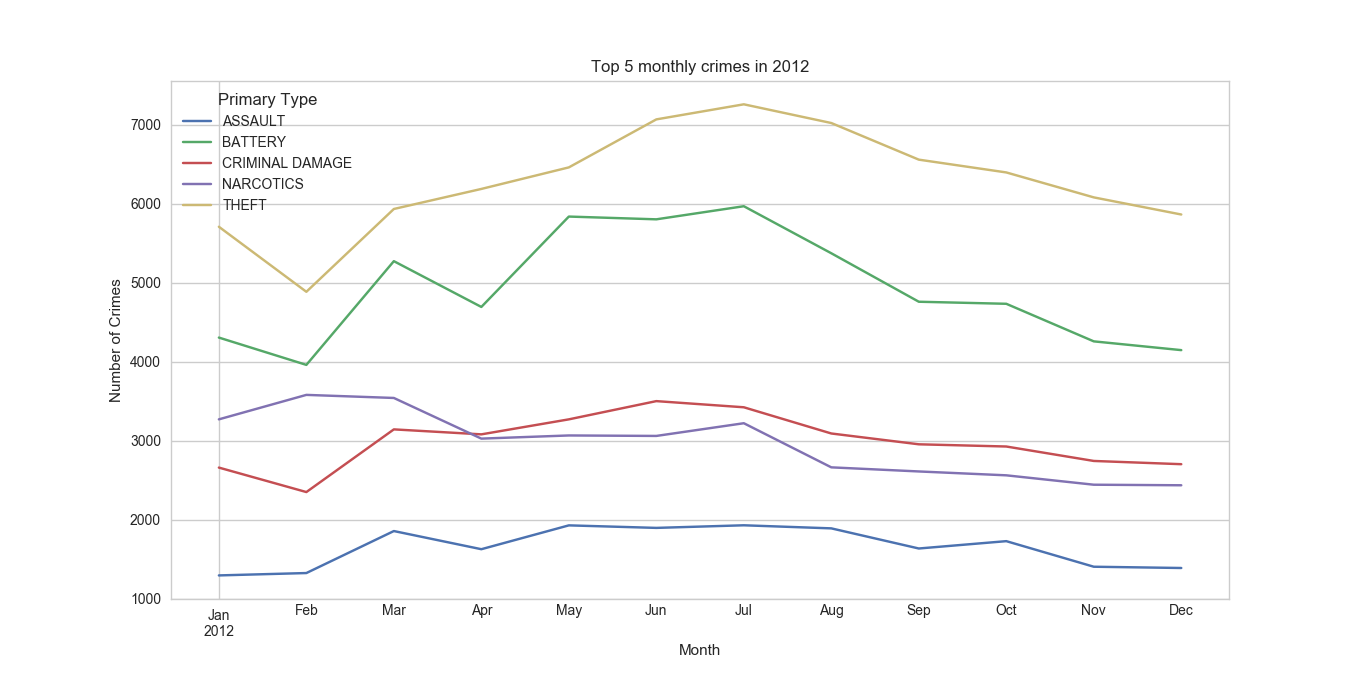 Top 5 monthly crimes in 2012
Primary Type
ASSAULT
BATTERY
CRIMINAL DAMAGE
NARCOTICS
THEFT
7000
6000
5000
4000
3000
2000
1000
Number of Crimes
Jan Feb Mar Apr May Jun Jul Aug Sep Oct Nov Dec
2012
Month